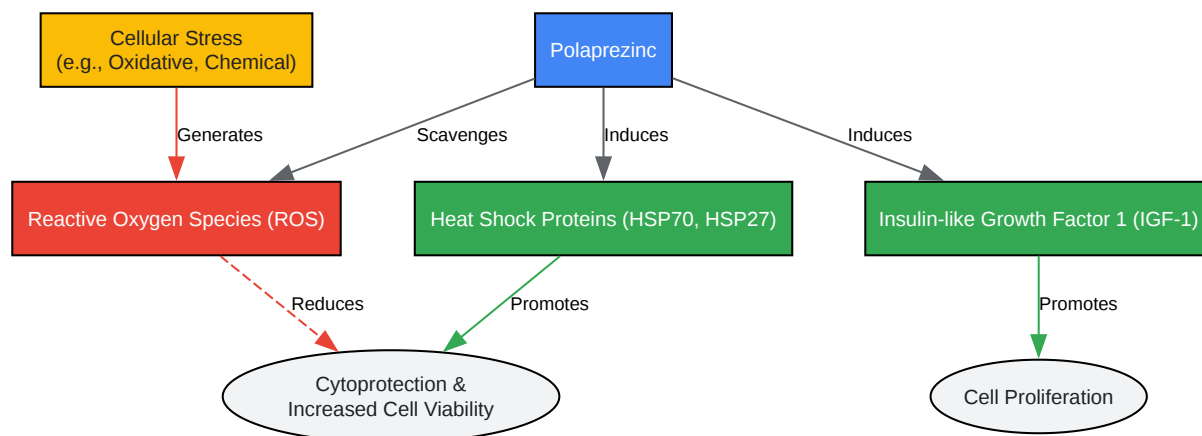 Cellular Stress
(e.g., Oxidative, Chemical)
Polaprezinc
Generates
Scavenges
Induces
Induces
Reactive Oxygen Species (ROS)
Heat Shock Proteins (HSP70, HSP27)
Insulin-like Growth Factor 1 (IGF-1)
Reduces
Promotes
Promotes
Cytoprotection &
Increased Cell Viability
Cell Proliferation